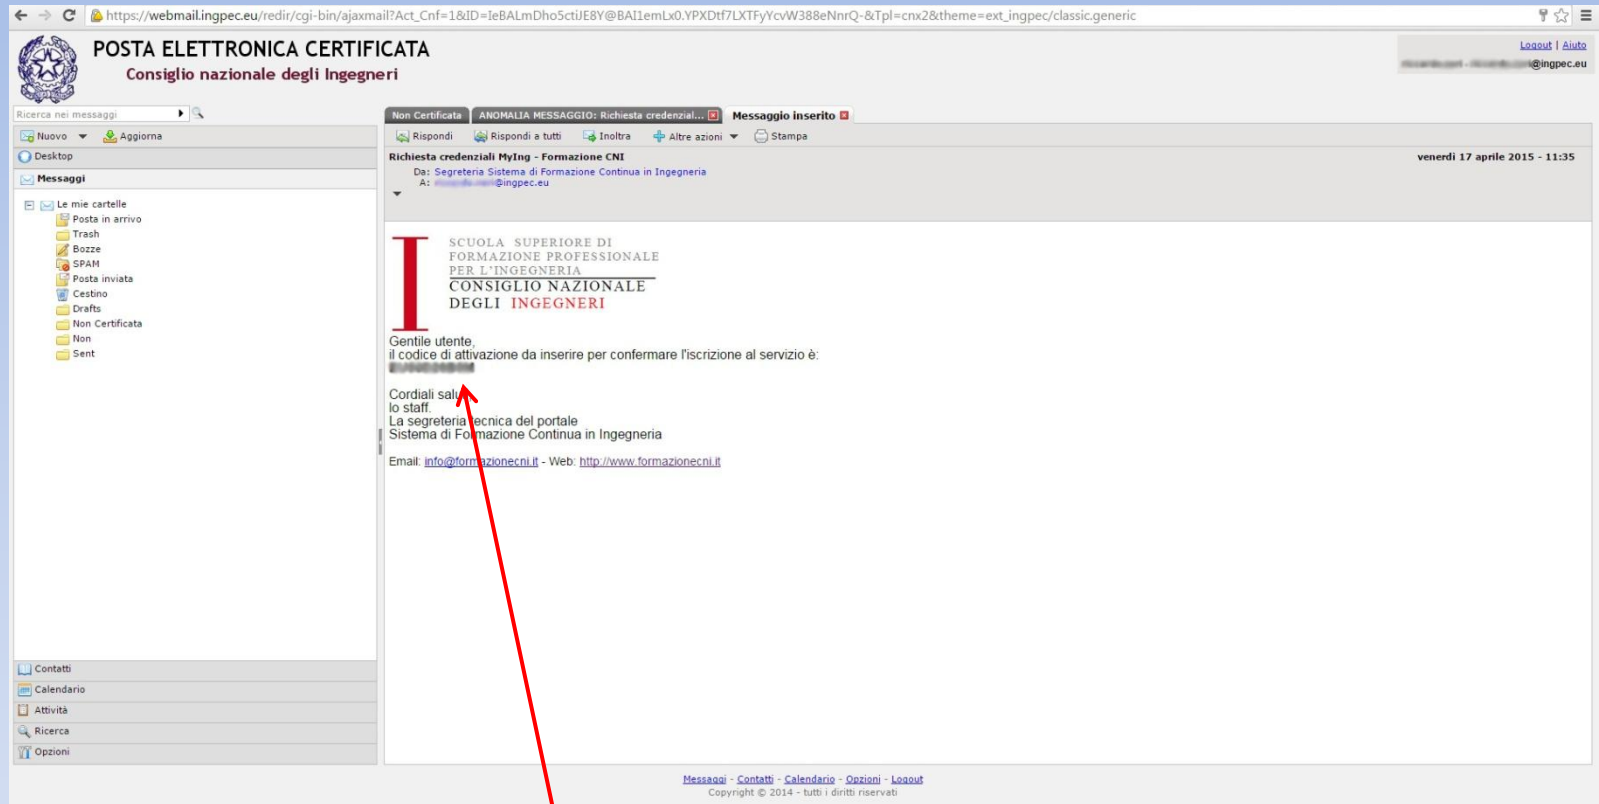 https://webmail.ingpec.eu/redir/cgi-bin/ajaxmail?Act_Cnf=1&ID=IeBALmDho5ctiJE8Y@BAI1emLx0.YPXDtf7LXTFyYcvW388eNnrQ-&Tpl=cnx2&theme=ext_ingpec/classic.generic
POSTA ELETTRONICA CERTIFICATA
Consiglio nazionale degli Ingegneri
Logout | Aiuto
@ingpec.eu
Ricerca nei messaggi
Nuovo Aggiorna
Desktop
Messaggi
Le mie cartelle
Posta in arrivo
Trash
Bozze
SPAM
Posta inviata
Cestino
Drafts
Non Certificata
Non
Sent
Contatti
Calendario
Attività
Ricerca
Opzioni
Non Certificata ANOMALIA MESSAGGIO: Richiesta credenzial... Messaggio inserito
Rispondi Rispondi a tutti Inoltra Altre azioni Stampa
Richiesta credenziali MyIng - Formazione CNI venerdì 17 aprile 2015 - 11:35
Da: Segreteria Sistema di Formazione Continua in Ingegneria
A: @ingpec.eu
I
SCUOLA SUPERIORE DI
FORMAZIONE PROFESSIONALE
PER L'INGEGNERIA
CONSIGLIO NAZIONALE
DEGLI INGEGNERI
Gentile utente,
il codice di attivazione da inserire per confermare l'iscrizione al servizio è:
Cordiali
lo staff.
La segreteria tecnica del portale
Sistema di Formazione Continua in Ingegneria
Email: info@formazionecni.it - Web: http://www.formazionecni.it
Messaggi - Contatti - Calendario - Opzioni - Logout
Copyright © 2014 - tutti i diritti riservati